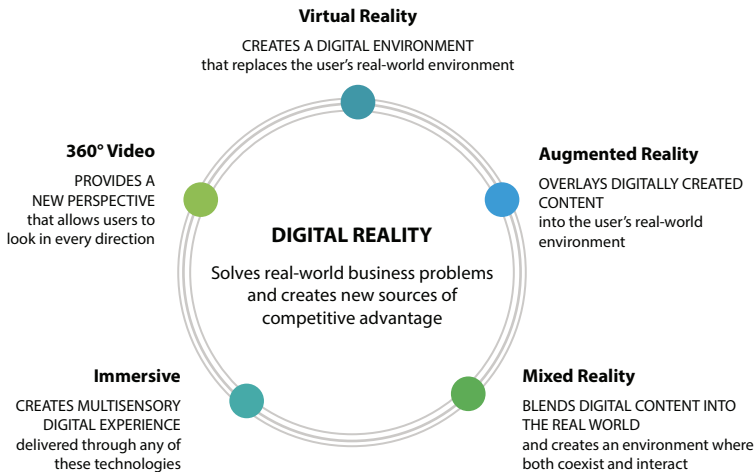 Virtual Reality
CREATES A DIGITAL ENVIRONMENT
that replaces the user's real-world environment
360° Video
PROVIDES A
NEW PERSPECTIVE
that allows users to
look in every direction
Augmented Reality
OVERLAYS DIGITALLY CREATED
CONTENT
into the user's real-world
environment
DIGITAL REALITY
Solves real-world business problems
and creates new sources of
competitive advantage
Immersive
CREATES MULTISENSORY
DIGITAL EXPERIENCE
delivered through any of
these technologies
Mixed Reality
BLENDS DIGITAL CONTENT INTO
THE REAL WORLD
and creates an environment where
both coexist and interact